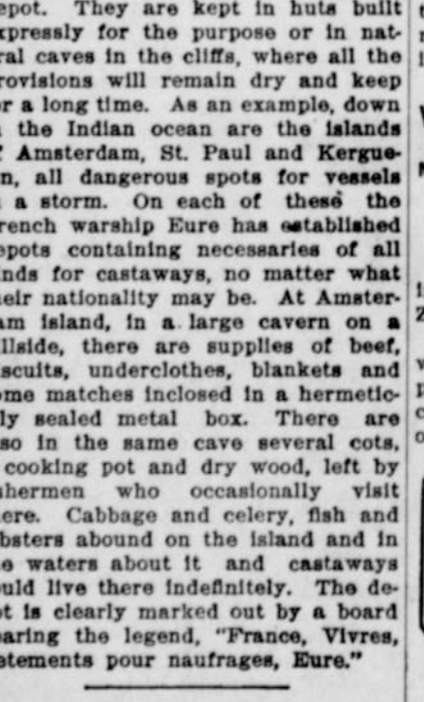 epot. They are kept in huts built
xpressly for the purpose or in nat-
ral caves in the cliffs, where all the
rovisions will remain dry and keep
r a long time. As an example, down
the Indian ocean are the islands
f Amsterdam, St. Paul and Kergue-
n, all dangerous spots for vessels
a storm. On each of these the
rench warship Eure has established
epots containing necessaries of all
nds for castaways, no matter what
eir nationality may be. At Amster-
am island, in a large cavern on a
llside, there are supplies of beef,
scuits, underclothes, blankets and
me matches inclosed in a hermetic-
ly sealed metal box. There are
so in the same cave several cots,
cooking pot and dry wood, left by
shermen who occasionally visit
ere. Cabbage and celery, fish and
bsters abound on the island and in
e waters about it and castaways
uld live there indefinitely. The de-
ot is clearly marked out by a board
aring the legend, "France, Vivres,
etements pour naufrages, Eure."